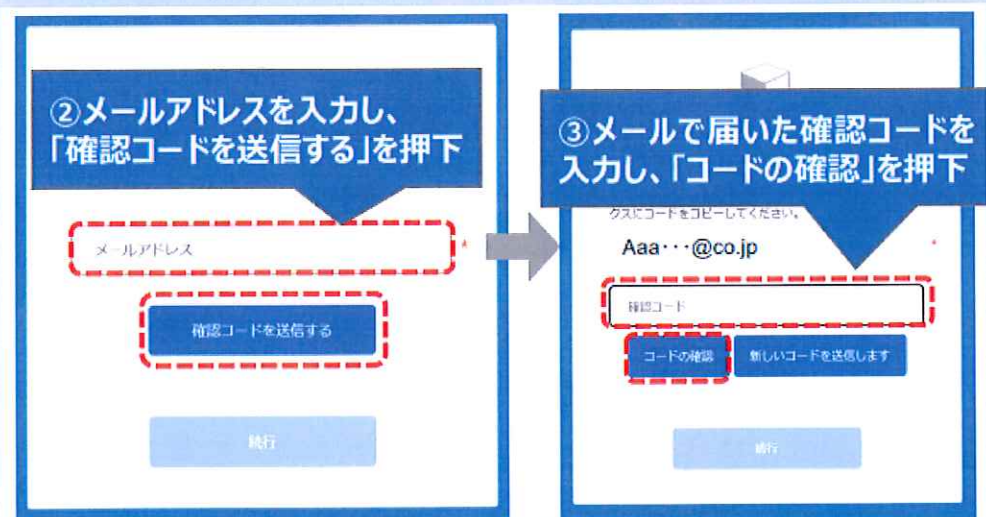 ②メールアドレスを入力し、
「確認コードを送信する」を押下
メールアドレス
*
確認コードを送信する
続行
③メールで届いた確認コードを
入力し、「コードの確認」を押下
クスにコードをコピーしてください。
Aaa･･･@co.jp
*
確認コード
コードの確認
新しいコードを送信します
続行